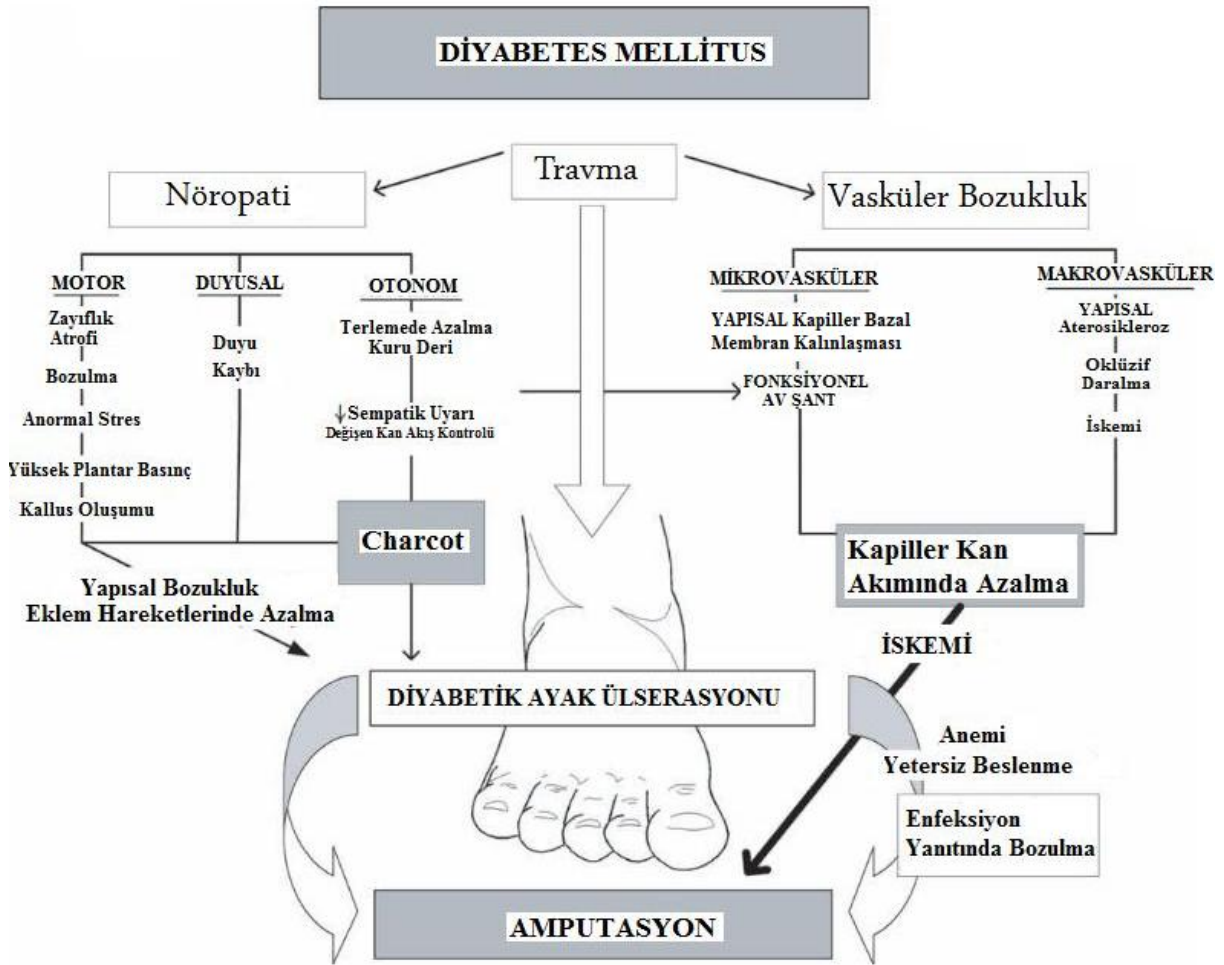 DİYABETES MELLİTUS
Travma
Nöropati
Vasküler Bozukluk
MOTOR
Zayıflık
Atrofi
Bozulma
Anormal Stres
Yüksek Plantar Basınç
Kallus Oluşumu
DUYUSAL
Duyu
Kaybı
OTONOM
Terlemede Azalma
Kuru Deri
↓Sempatik Uyarı
Değişen Kan Akış Kontrolü
MİKROVASKÜLER
YAPISAL Kapiller Bazal
Membran Kalınlaşması
FONKSİYONEL
AV ŞANT
MAKROVASKÜLER
YAPISAL
Aterosikleroz
Oklüzif
Daralma
İskemi
Charcot
Kapiller Kan
Akımında Azalma
Yapısal Bozukluk
Eklem Hareketlerinde Azalma
İSKEMİ
DİYABETİK AYAK ÜLSERASYONU
Anemi
Yetersiz Beslenme
Enfeksiyon
Yanıtında Bozulma
AMPUTASYON